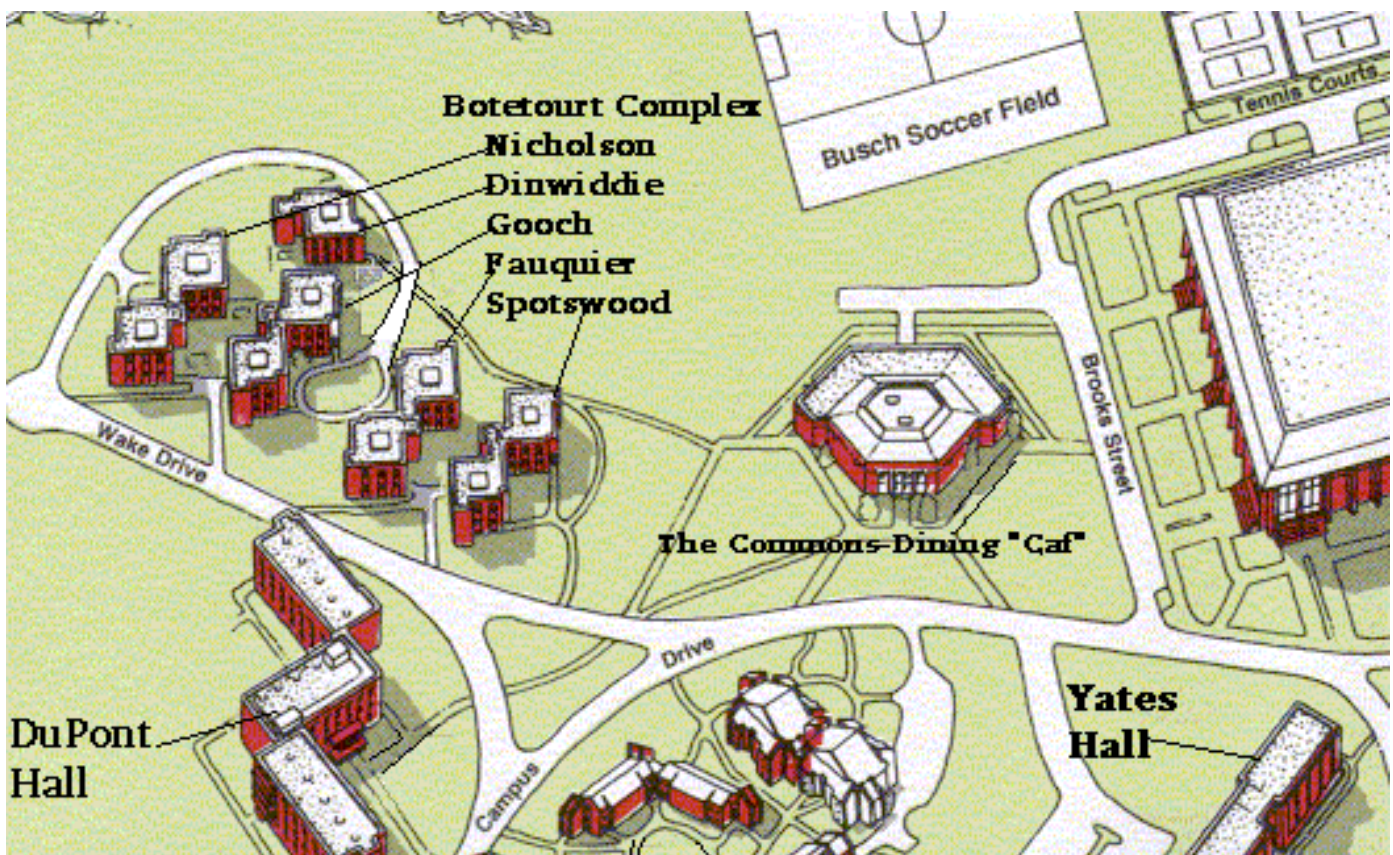 Botetourt Complex
Nicholson
Dinwiddie
Gooch
Fauquier
Spotswood
Busch Soccer Field
Tennis Courts
Wake Drive
Brooks Street
The Commons-Dining "Caf"
Drive
Campus
DuPont
Hall
Yates
Hall